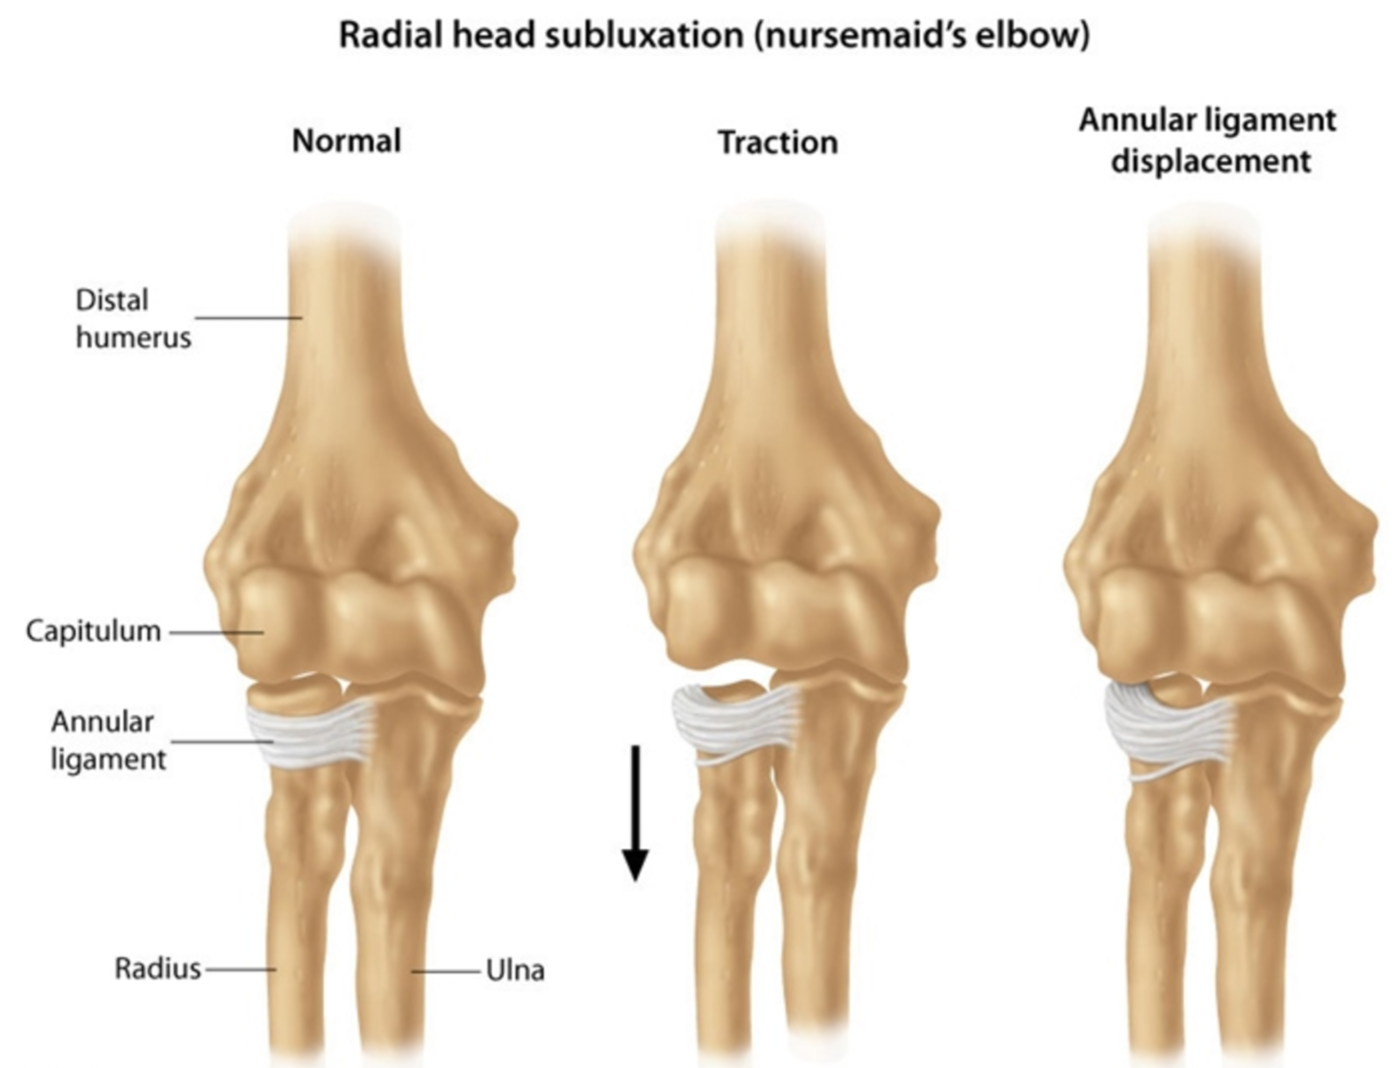 Radial head subluxation (nursemaid's elbow)
Normal
Traction
Annular ligament
displacement
Distal
humerus
Capitulum
Annular
ligament
Radius
Ulna